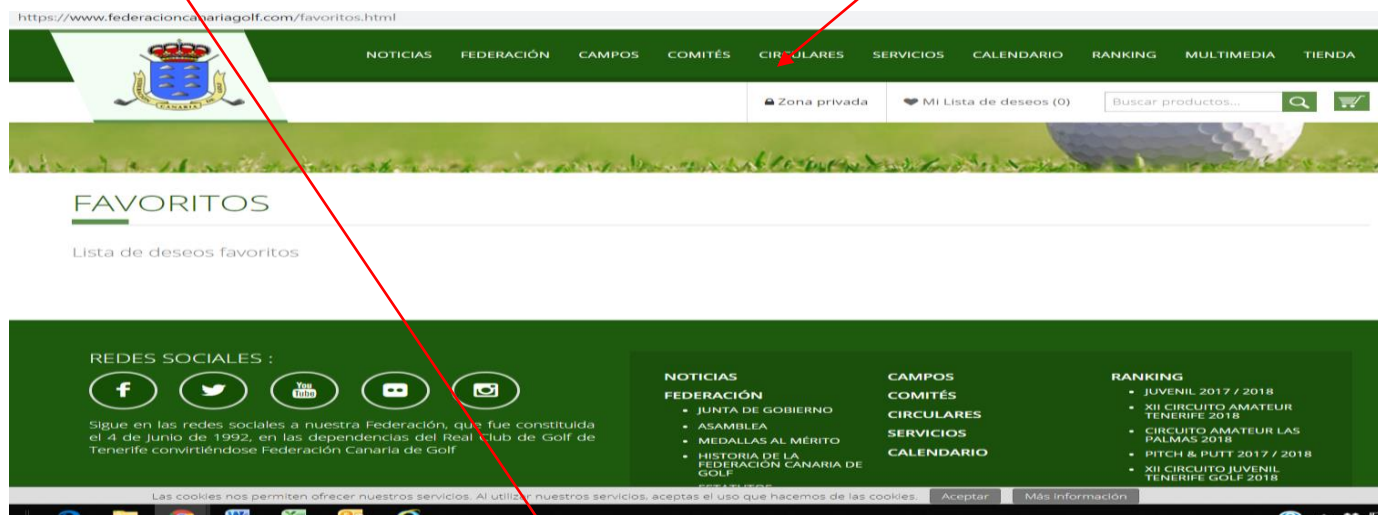 https://www.federacioncanariagolf.com/favoritos.html
NOTICIAS FEDERACIÓN CAMPOS COMITÉS CIRCULARES SERVICIOS CALENDARIO RANKING MULTIMEDIA TIENDA
CANARIA
Zona privada Mi Lista de deseos (0) Buscar productos...
FAVORITOS
Lista de deseos favoritos
REDES SOCIALES :
You
Tube
Sigue en las redes sociales a nuestra Federación, que fue constituida
el 4 de Junio de 1992, en las dependencias del Real Club de Golf de
Tenerife convirtiéndose Federación Canaria de Golf
NOTICIAS
FEDERACIÓN
JUNTA DE GOBIERNO
ASAMBLEA
MEDALLAS AL MÉRITO
HISTORIA DE LA
FEDERACIÓN CANARIA DE
GOLF
ESTATUTOS
CAMPOS
COMITÉS
CIRCULARES
SERVICIOS
CALENDARIO
RANKING
JUVENIL 2017 / 2018
XII CIRCUITO AMATEUR
TENERIFE 2018
CIRCUITO AMATEUR LAS
PALMAS 2018
PITCH & PUTT 2017 / 2018
XII CIRCUITO JUVENIL
TENERIFE GOLF 2018
Las cookies nos permiten ofrecer nuestros servicios. Al utilizar nuestros servicios, aceptas el uso que hacemos de las cookies. Aceptar Más información